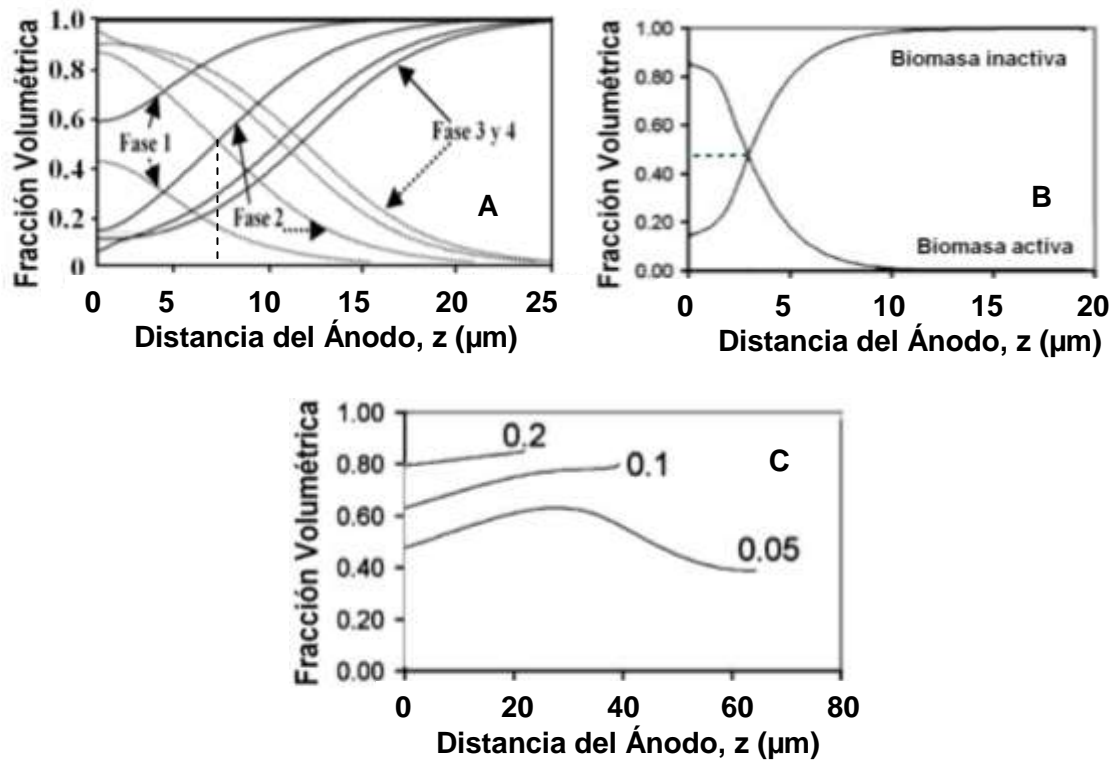 Fracción Volumétrica
1.0
0.8
0.6
0.4
0.2
0
Fase 1
Fase 2
Fase 3 y 4
A
0 5 10 15 20 25
Distancia del Ánodo, z (µm)
Fracción Volumétrica
1.00
0.80
0.60
0.40
0.20
0.00
Biomasa inactiva
B
Biomasa activa
0 5 10 15 20
Distancia del Ánodo, z (µm)
Fracción Volumétrica
1.00
0.80
0.60
0.40
0.20
0.00
0.2
0.1
0.05
C
0 20 40 60 80
Distancia del Ánodo, z (µm)